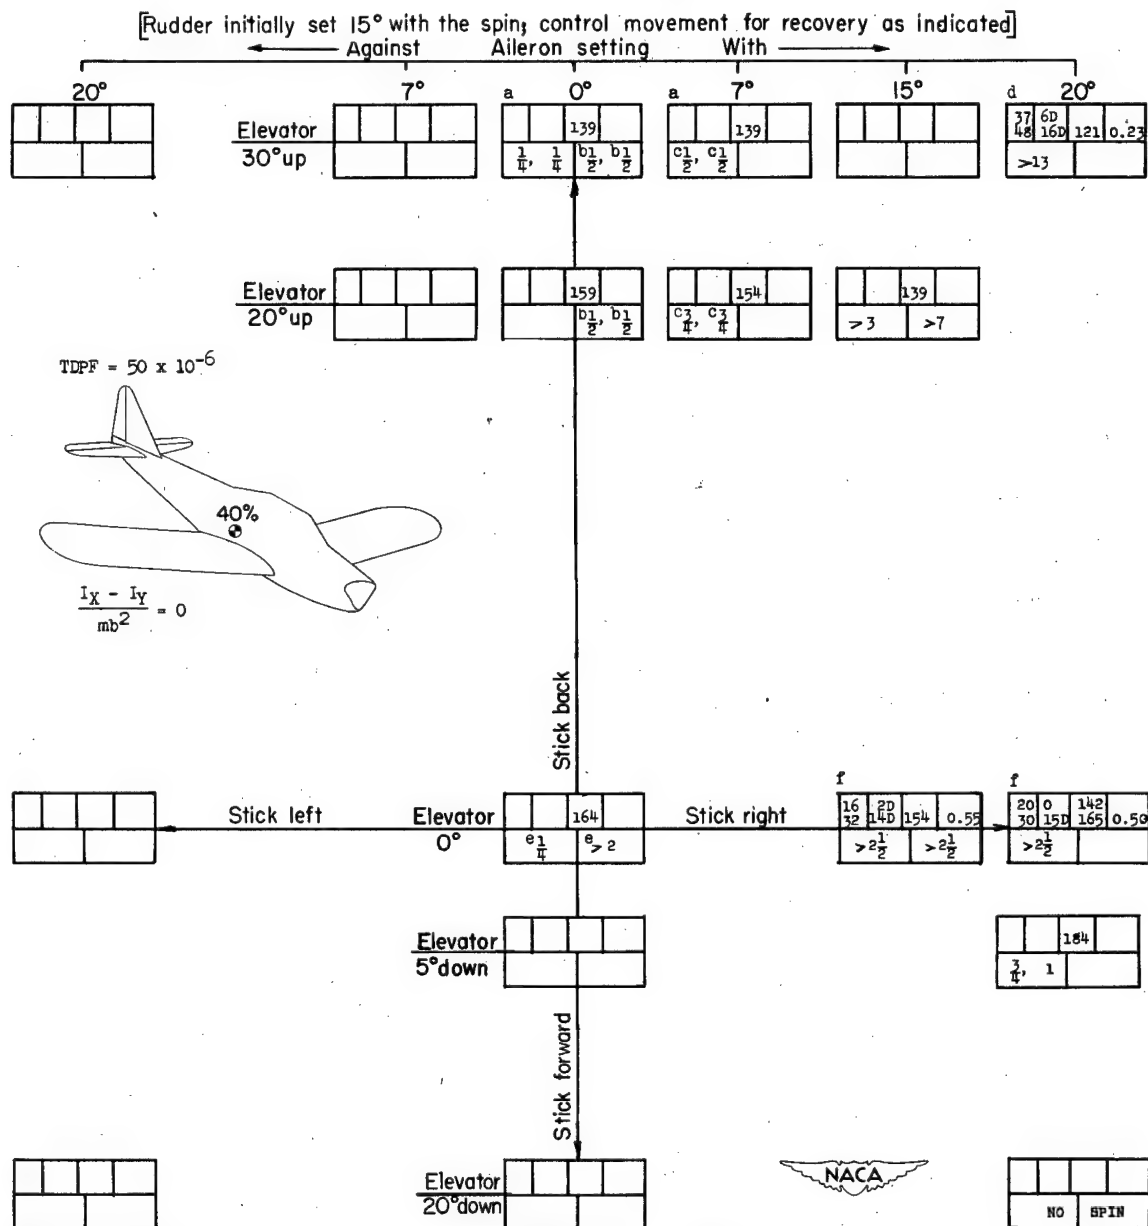 [Rudder initially set 15° with the spin; control movement for recovery as indicated]
Against Aileron setting With
20° 7° 0° 7° 15° 20°
a a d
Elevator
30° up
139
1/4, 1/4 b1/2, b1/2
139
c1/2, c1/2
37 6D
48 16D 121 0.23
>13
Elevator
20° up
159
b1/2, b1/2
154
c3/4, c3/4
139
>3 >7
TDPF = 50 x 10^-6
40%
I_X - I_Y
mb^2
= 0
Stick back
f f
Stick left
Elevator
0°
164
e1/4 e>2
Stick right
16 2D
32 14D 154 0.55
>2 1/2 >2 1/2
20 0 142
30 15D 165 0.50
>2 1/2
Elevator
5° down
184
3/4, 1
Stick forward
Elevator
20° down
NACA
NO SPIN